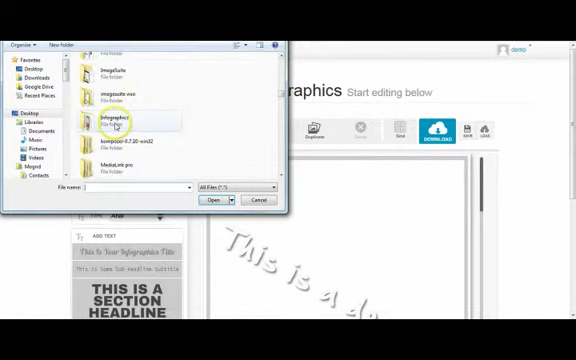 Organize
New folder
Favorites
Desktop
Downloads
Google Drive
Recent Places
Desktop
Libraries
Documents
Music
Pictures
Videos
Magnd
Contacts
ImageSuite
File folder
imagesuite wso
File folder
Infographics
File folder
kompozer-0.7.10-win32
File folder
MediaLink pro
File folder
File name:
All Files (*.*)
Open
Cancel
demo
graphics Start editing below
Duplicate
Grid
DOWNLOAD
SAVE
LOAD
ADD TEXT
This Is Your Infographics Title
This Is Some Sub-Headline Subtitle
THIS IS A
SECTION
HEADLINE
This is a d